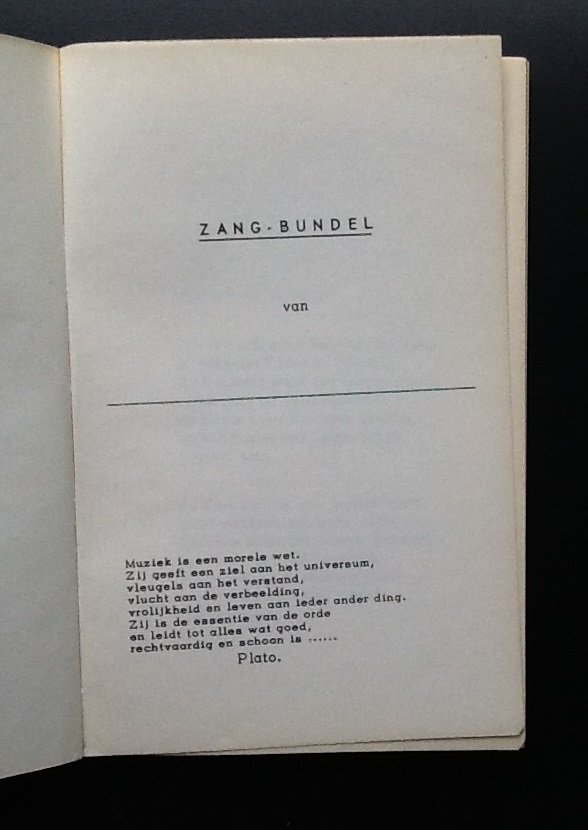 ZANG-BUNDEL
van
Muziek is een morele wet.
Zij geeft een ziel aan het universum,
vleugels aan het verstand,
vlucht aan de verbeelding,
vrolijkheid en leven aan ieder ander ding.
Zij is de essentie van de orde
en leidt tot alles wat goed,
rechtvaardig en schoon is ......
Plato.